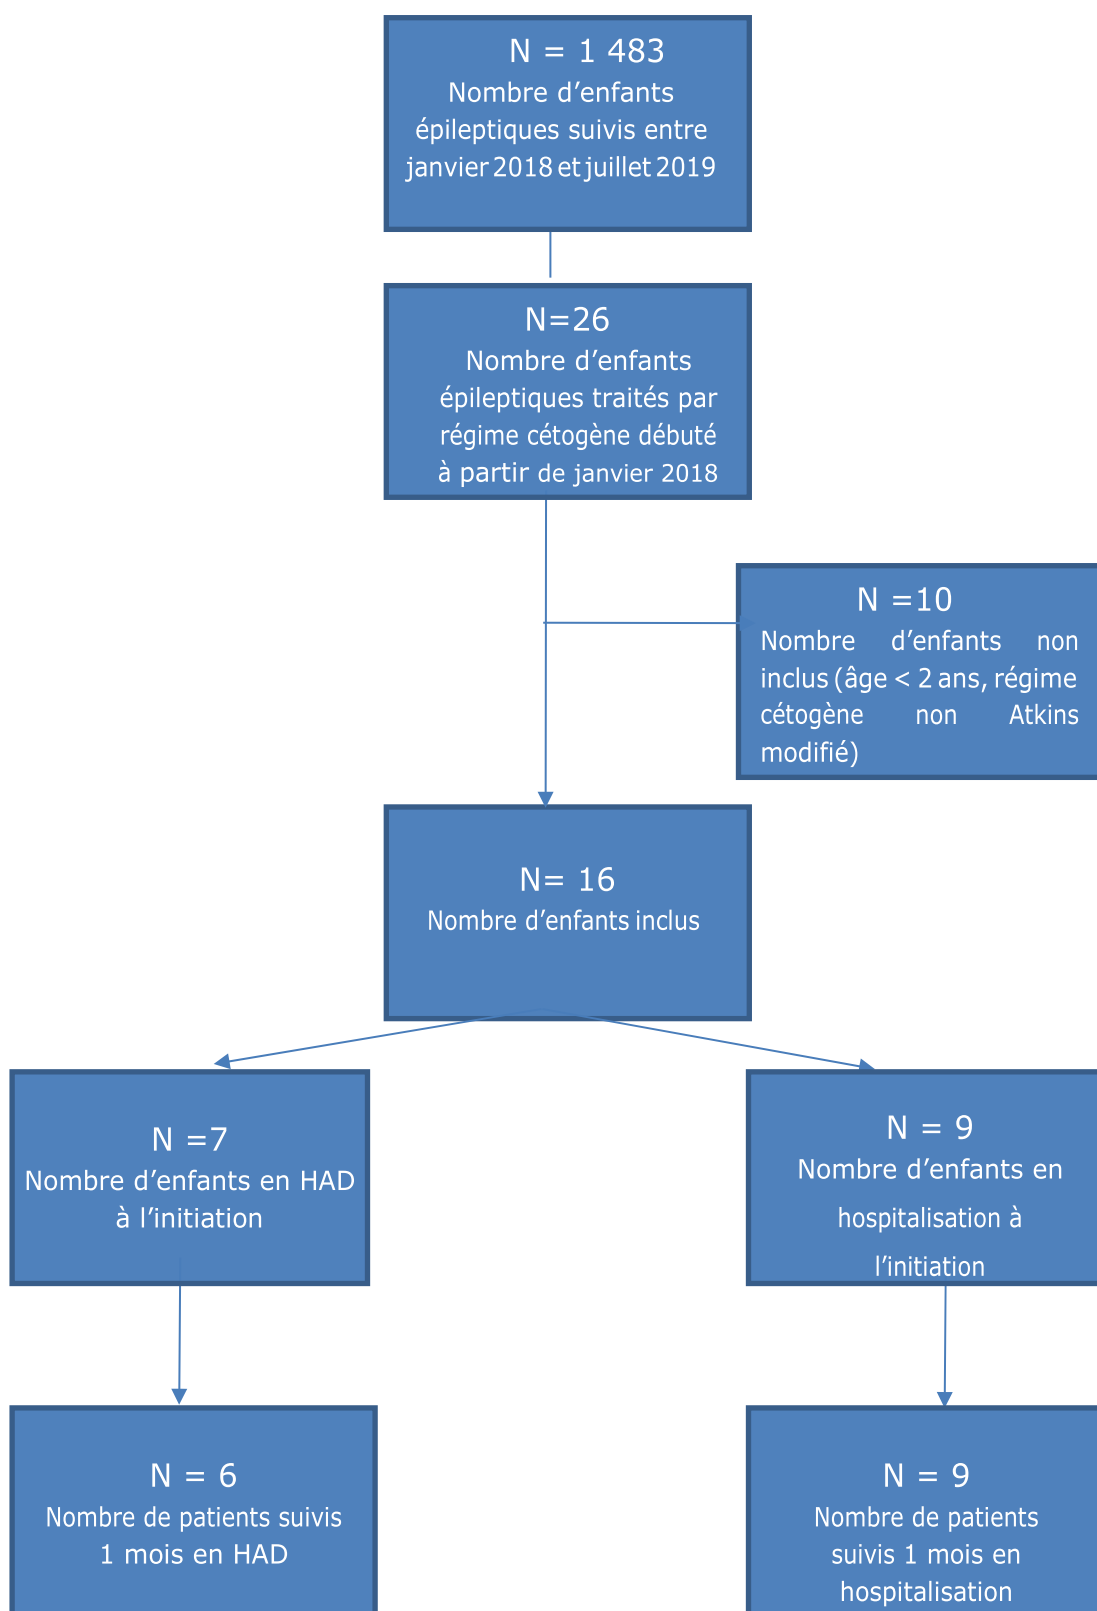 N = 1 483
Nombre d’enfants
épileptiques suivis entre
janvier 2018 et juillet 2019
N=26
Nombre d’enfants
épileptiques traités par
régime cétogène débuté
à partir de janvier 2018
N =10
Nombre d’enfants non
inclus (âge < 2 ans, régime
cétogène non Atkins
modifié)
N= 16
Nombre d’enfants inclus
N =7
Nombre d’enfants en HAD
à l’initiation
N = 9
Nombre d’enfants en
hospitalisation à
l’initiation
N = 6
Nombre de patients suivis
1 mois en HAD
N = 9
Nombre de patients
suivis 1 mois en
hospitalisation